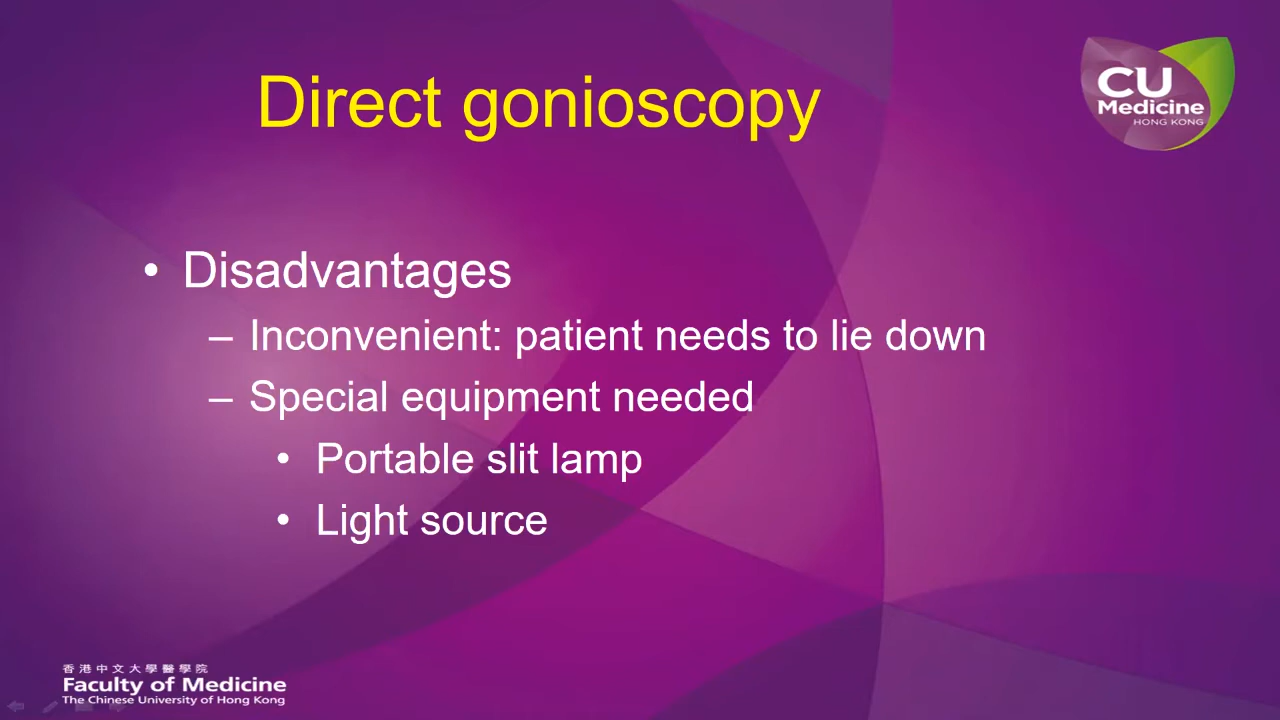 CU
Medicine
HONG KONG
Direct gonioscopy
• Disadvantages
– Inconvenient: patient needs to lie down
– Special equipment needed
• Portable slit lamp
• Light source
香港中文大學醫學院
Faculty of Medicine
The Chinese University of Hong Kong